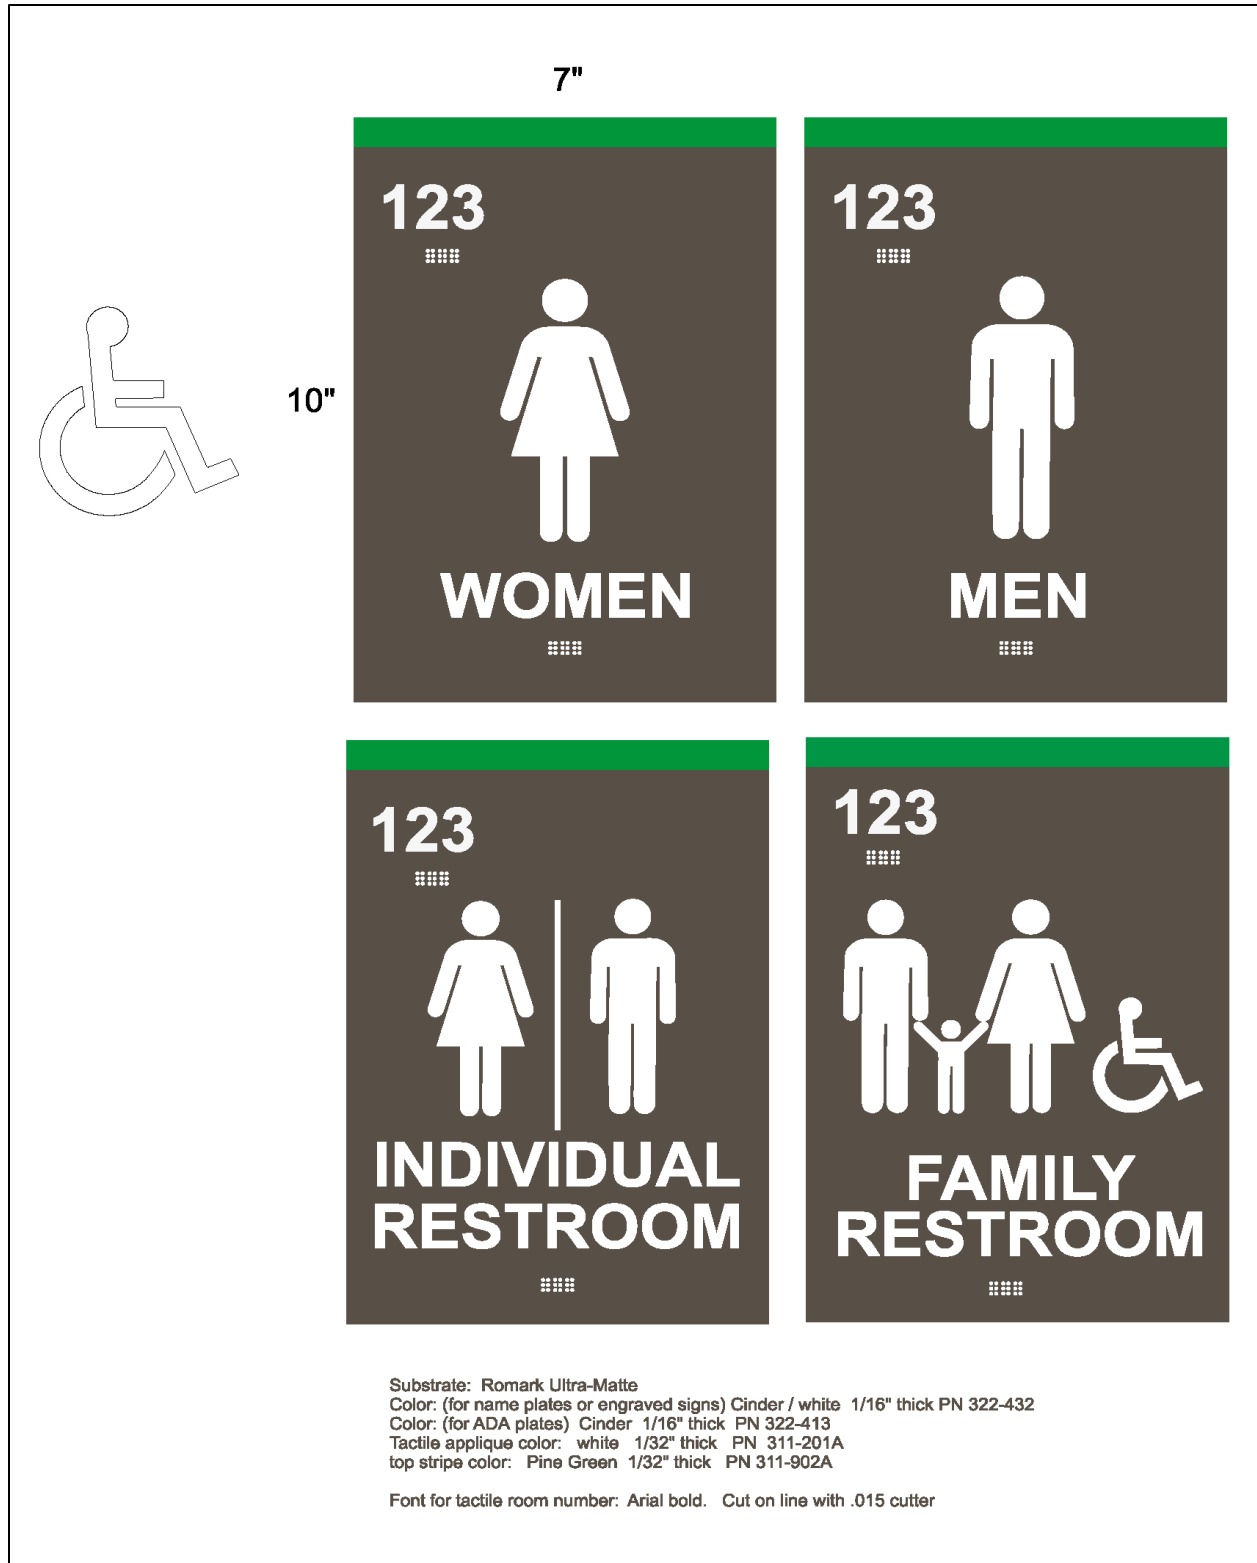 7"
10"
123
WOMEN
123
MEN
123
INDIVIDUAL
RESTROOM
123
FAMILY
RESTROOM
Substrate: Romark Ultra-Matte
Color: (for name plates or engraved signs) Cinder / white 1/16" thick PN 322-432
Color: (for ADA plates) Cinder 1/16" thick PN 322-413
Tactile applique color: white 1/32" thick PN 311-201A
top stripe color: Pine Green 1/32" thick PN 311-902A
Font for tactile room number: Arial bold. Cut on line with .015 cutter